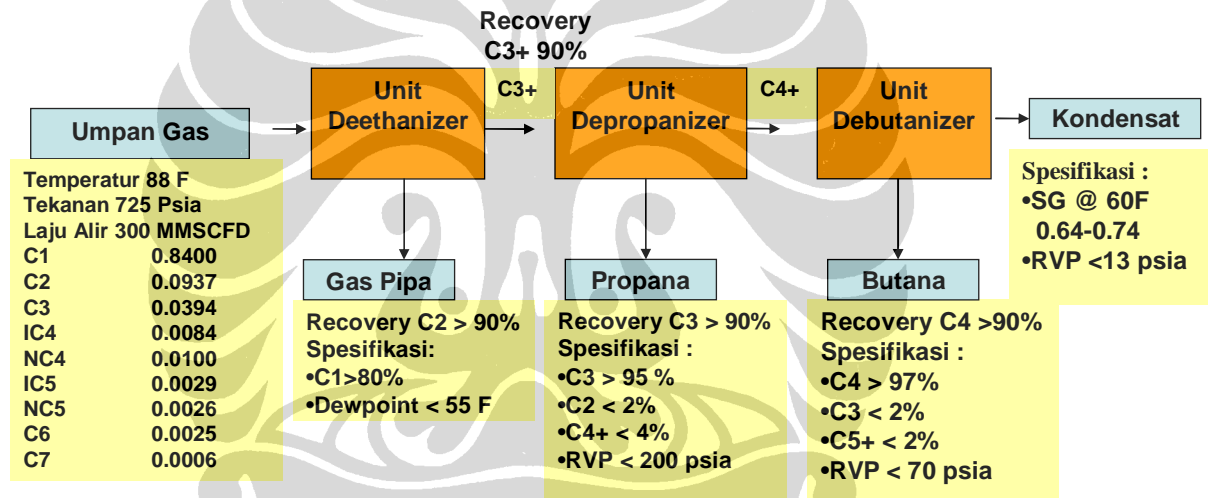 Recovery
C3+ 90%
Unit
Deethanizer
C3+
Unit
Depropanizer
C4+
Unit
Debutanizer
Kondensat
Umpan Gas
Temperatur 88 F
Tekanan 725 Psia
Laju Alir 300 MMSCFD
C1 0.8400
C2 0.0937
C3 0.0394
IC4 0.0084
NC4 0.0100
IC5 0.0029
NC5 0.0026
C6 0.0025
C7 0.0006
Gas Pipa
Recovery C2 > 90%
Spesifikasi:
•C1>80%
•Dewpoint < 55 F
Propana
Recovery C3 > 90%
Spesifikasi :
•C3 > 95 %
•C2 < 2%
•C4+ < 4%
•RVP < 200 psia
Butana
Recovery C4 >90%
Spesifikasi :
•C4 > 97%
•C3 < 2%
•C5+ < 2%
•RVP < 70 psia
Spesifikasi :
•SG @ 60F
0.64-0.74
•RVP <13 psia